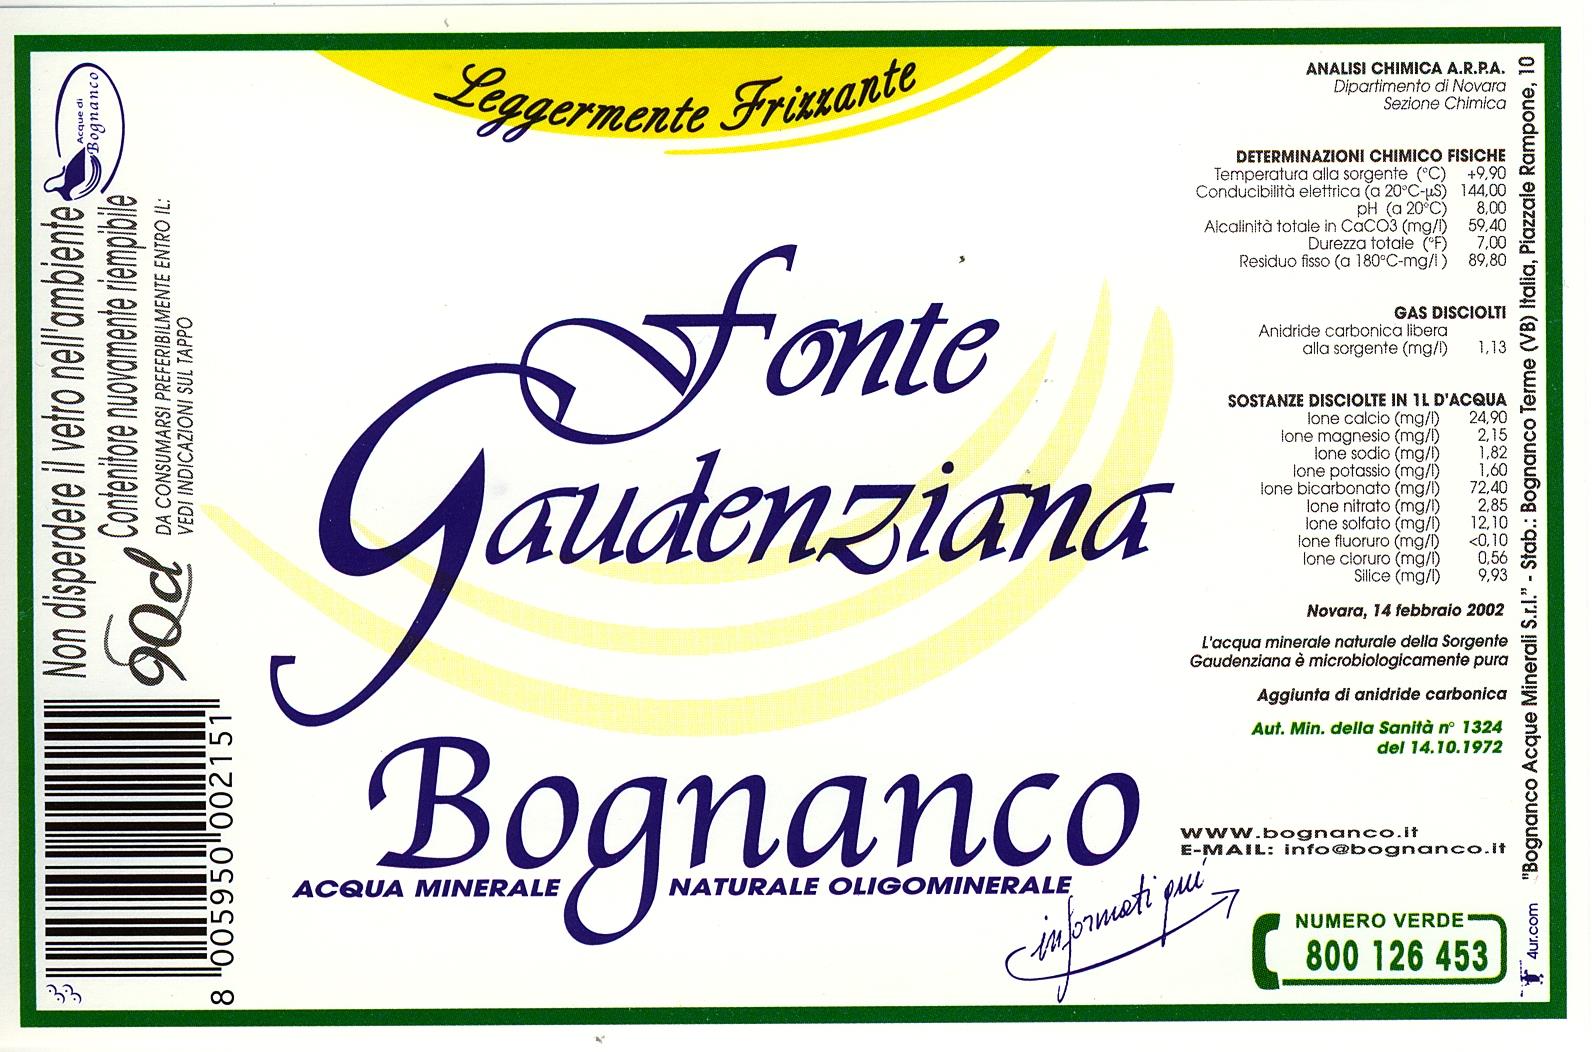 Leggermente Frizzante
Acque di
Bognanco
Non disperdere il vetro nell'ambiente
Contenitore nuovamente riempibile
DA CONSUMARSI PREFERIBILMENTE ENTRO IL:
VEDI INDICAZIONI SUL TAPPO
90cl
8 005950 002151
33
Fonte
Gaudenziana
Bognanco
ACQUA MINERALE NATURALE OLIGOMINERALE
informati qui
ANALISI CHIMICA A.R.P.A.
Dipartimento di Novara
Sezione Chimica
DETERMINAZIONI CHIMICO FISICHE
Temperatura alla sorgente (°C) +9,90
Conducibilità elettrica (a 20°C-µS) 144,00
pH (a 20°C) 8,00
Alcalinità totale in CaCO3 (mg/l) 59,40
Durezza totale (°F) 7,00
Residuo fisso (a 180°C-mg/l) 89,80
GAS DISCIOLTI
Anidride carbonica libera
alla sorgente (mg/l) 1,13
SOSTANZE DISCIOLTE IN 1L D'ACQUA
Ione calcio (mg/l) 24,90
Ione magnesio (mg/l) 2,15
Ione sodio (mg/l) 1,82
Ione potassio (mg/l) 1,60
Ione bicarbonato (mg/l) 72,40
Ione nitrato (mg/l) 2,85
Ione solfato (mg/l) 12,10
Ione fluoruro (mg/l) <0,10
Ione cloruro (mg/l) 0,56
Silice (mg/l) 9,93
Novara, 14 febbraio 2002
L'acqua minerale naturale della Sorgente
Gaudenziana è microbiologicamente pura
Aggiunta di anidride carbonica
Aut. Min. della Sanità n° 1324
del 14.10.1972
WWW.bognanco.it
E-MAIL: info@bognanco.it
NUMERO VERDE
800 126 453
"Bognanco Acque Minerali S.r.l." - Stab.: Bognanco Terme (VB) Italia, Piazzale Rampone, 10
4ur.com